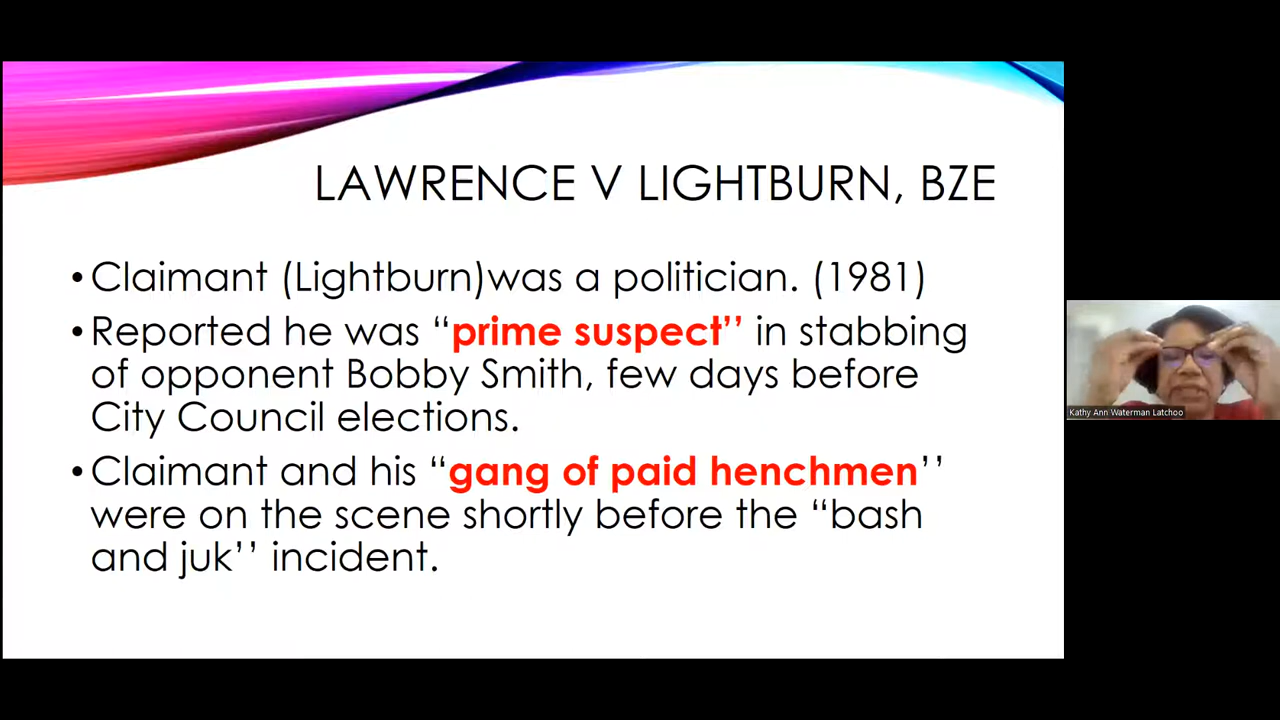 LAWRENCE V LIGHTBURN, BZE
•Claimant (Lightburn)was a politician. (1981)
•Reported he was “prime suspect’’ in stabbing
of opponent Bobby Smith, few days before
City Council elections.
•Claimant and his “gang of paid henchmen’’
were on the scene shortly before the “bash
and juk’’ incident.
Kathy Ann Waterman Latchoo